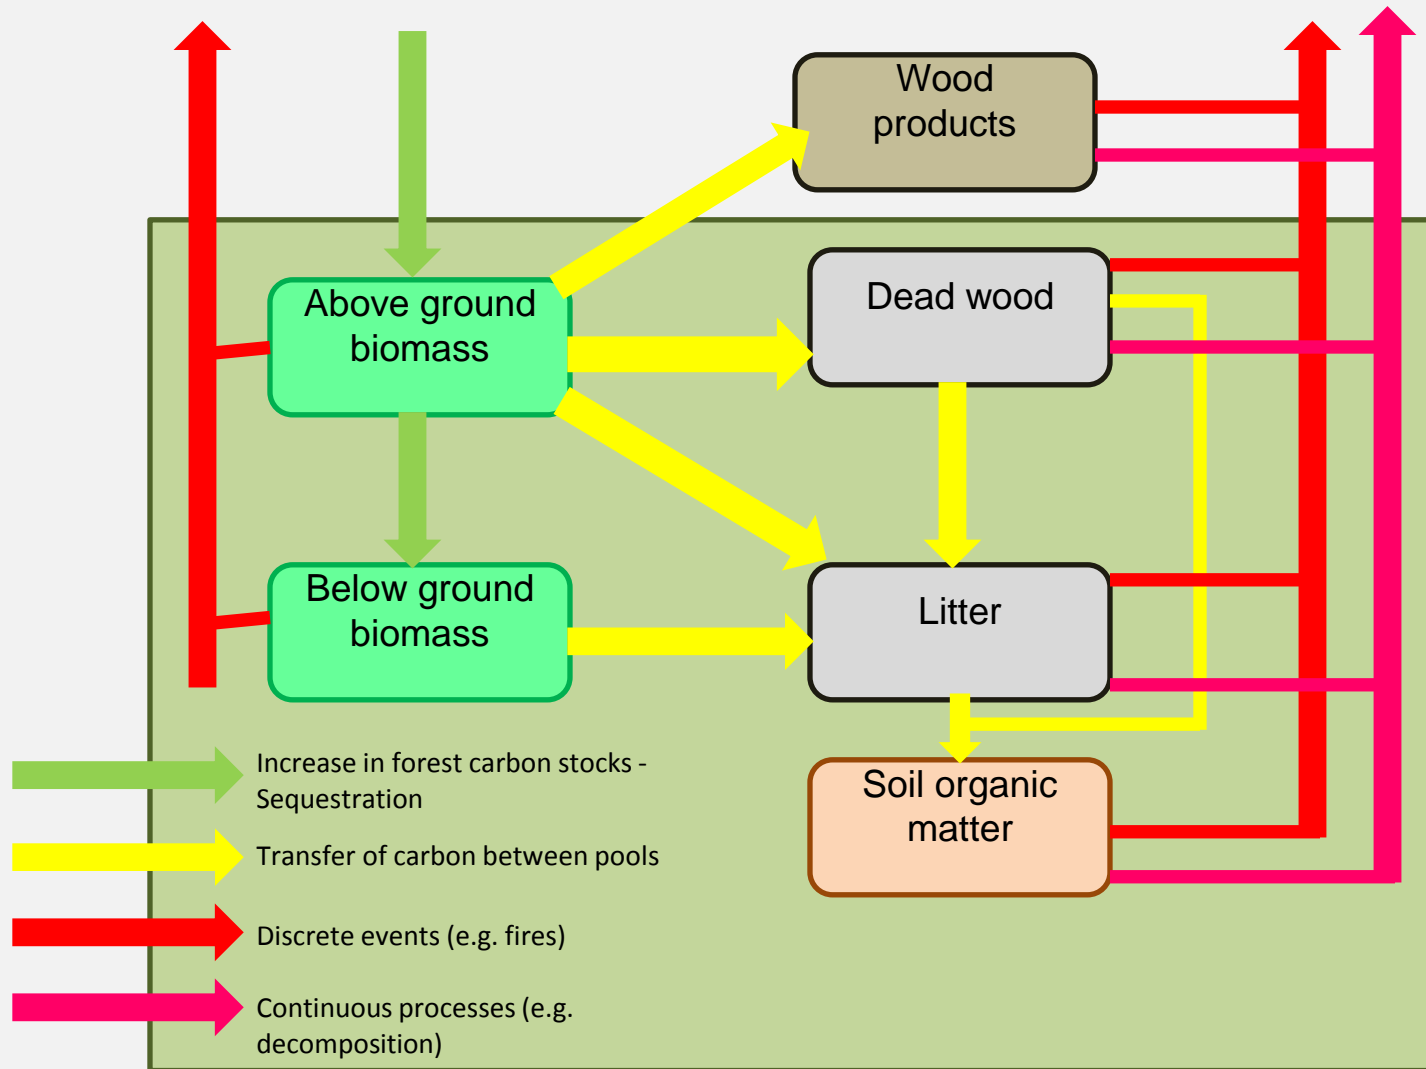 Wood
products
Above ground
biomass
Dead wood
Below ground
biomass
Litter
Soil organic
matter
Increase in forest carbon stocks -
Sequestration
Transfer of carbon between pools
Discrete events (e.g. fires)
Continuous processes (e.g.
decomposition)